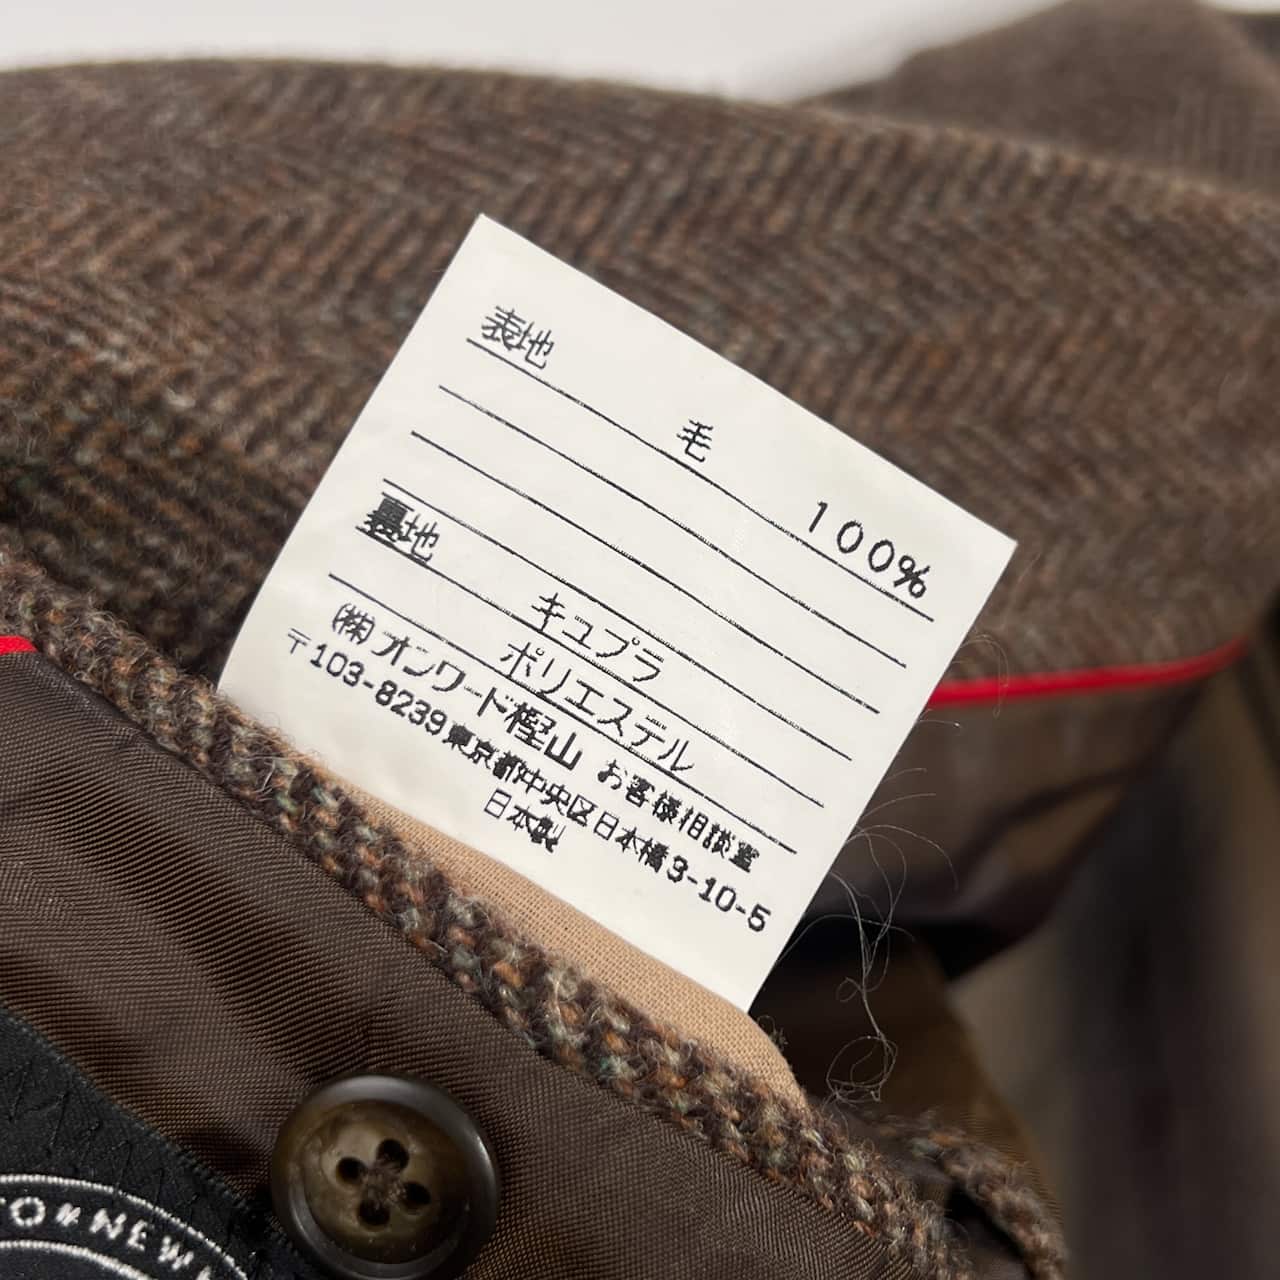 表地
毛 100%
裏地
キュプラ
ポリエステル
(株)オンワード樫山 お客様相談室
〒103-8239東京都中央区日本橋3-10-5
日本製
NEW